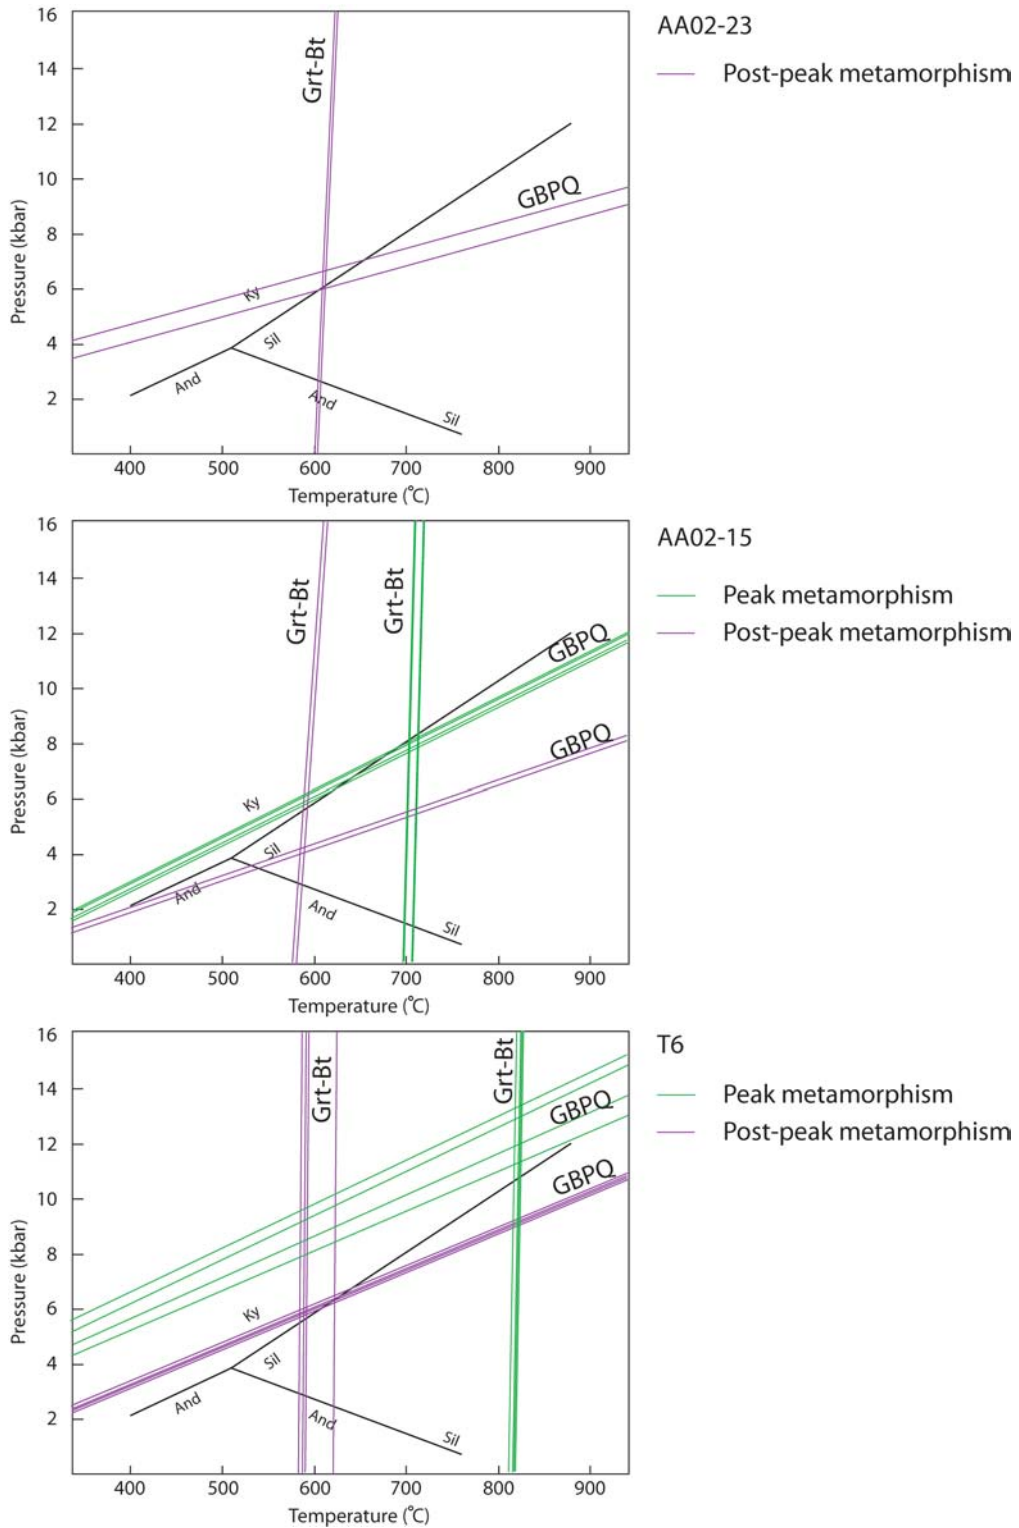 AA02-23
Post-peak metamorphism
16
14
12
10
8
6
4
2
Pressure (kbar)
Grt-Bt
GBPQ
Ky
Sil
And
And
Sil
400 500 600 700 800 900
Temperature (°C)
AA02-15
Peak metamorphism
Post-peak metamorphism
16
14
12
10
8
6
4
2
Pressure (kbar)
Grt-Bt
Grt-Bt
GBPQ
GBPQ
Ky
Sil
And
And
Sil
400 500 600 700 800 900
Temperature (°C)
T6
Peak metamorphism
Post-peak metamorphism
16
14
12
10
8
6
4
2
Pressure (kbar)
Grt-Bt
Grt-Bt
GBPQ
GBPQ
Ky
Sil
And
And
Sil
400 500 600 700 800 900
Temperature (°C)